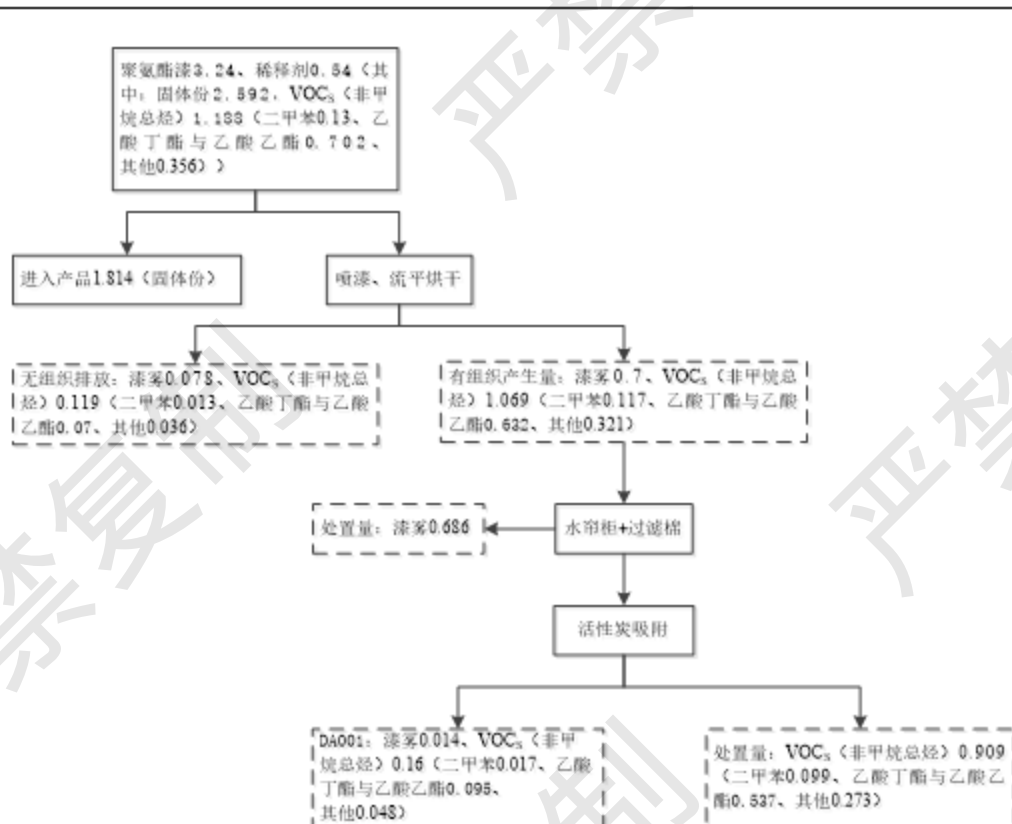 聚氨酯漆3.24、稀释剂0.54（其
中：固体份2.592，VOCs（非甲
烷总烃）1.188（二甲苯0.13、乙
酸丁酯与乙酸乙酯0.702、
其他0.356））
进入产品1.814（固体份）
喷漆、流平烘干
无组织排放：漆雾0.078、VOCs（非甲烷总
烃）0.119（二甲苯0.013、乙酸丁酯与乙酸
乙酯0.07、其他0.036）
有组织产生量：漆雾0.7、VOCs（非甲烷总
烃）1.069（二甲苯0.117、乙酸丁酯与乙酸
乙酯0.632、其他0.321）
处置量：漆雾0.686
水帘柜+过滤棉
活性炭吸附
DA001：漆雾0.014、VOCs（非甲
烷总烃）0.16（二甲苯0.017、乙酸
丁酯与乙酸乙酯0.095、
其他0.048）
处置量：VOCs（非甲烷总烃）0.909
（二甲苯0.099、乙酸丁酯与乙酸乙
酯0.537、其他0.273）
严禁
禁复制
严禁
制